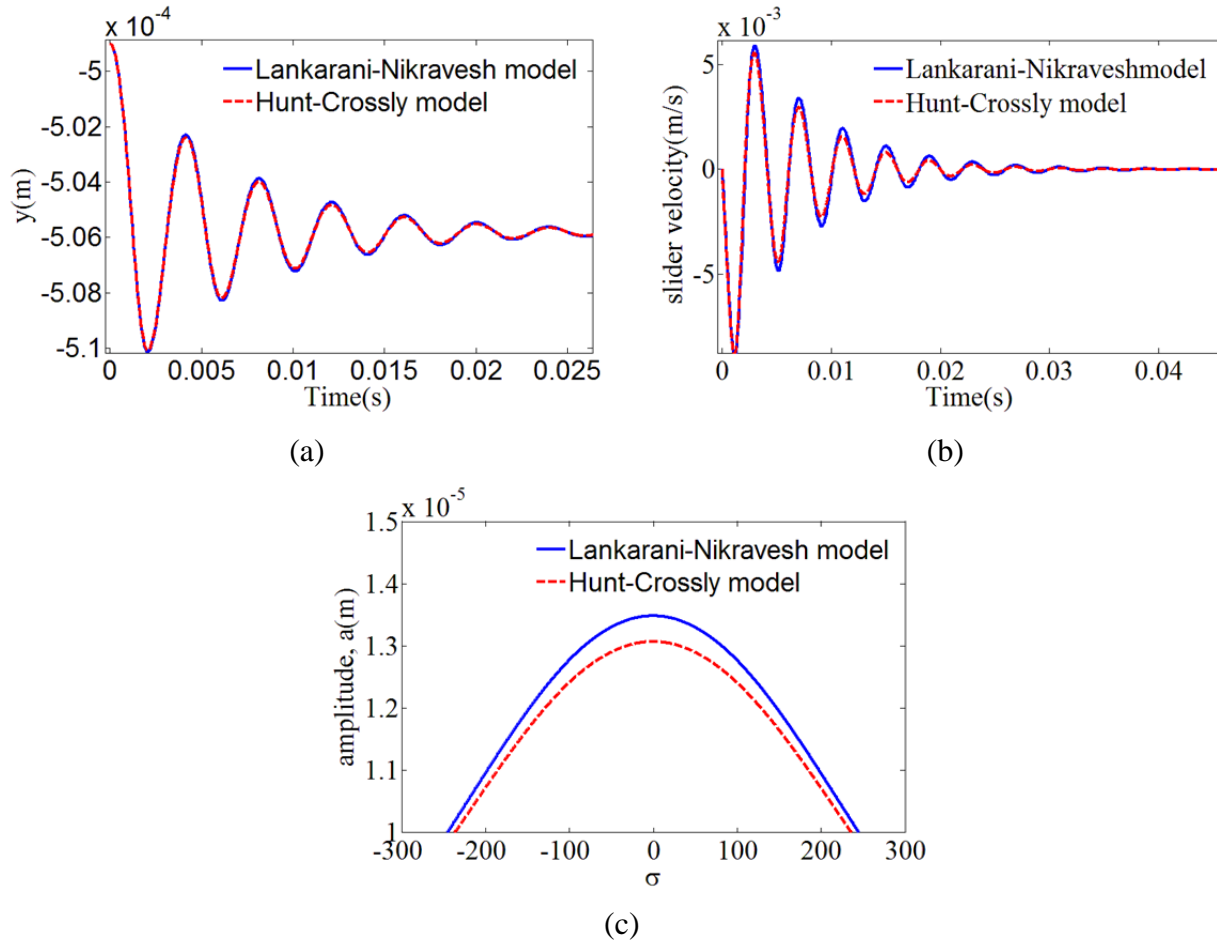 x 10-4
-5
-5.02
-5.04
-5.06
-5.08
-5.1
y(m)
Lankarani-Nikravesh model
Hunt-Crossly model
0 0.005 0.01 0.015 0.02 0.025
Time(s)
(a)
x 10-3
5
0
-5
slider velocity(m/s)
Lankarani-Nikraveshmodel
Hunt-Crossly model
0 0.01 0.02 0.03 0.04
Time(s)
(b)
x 10-5
1.5
1.4
1.3
1.2
1.1
1
amplitude, a(m)
Lankarani-Nikravesh model
Hunt-Crossly model
-300 -200 -100 0 100 200 300
σ
(c)